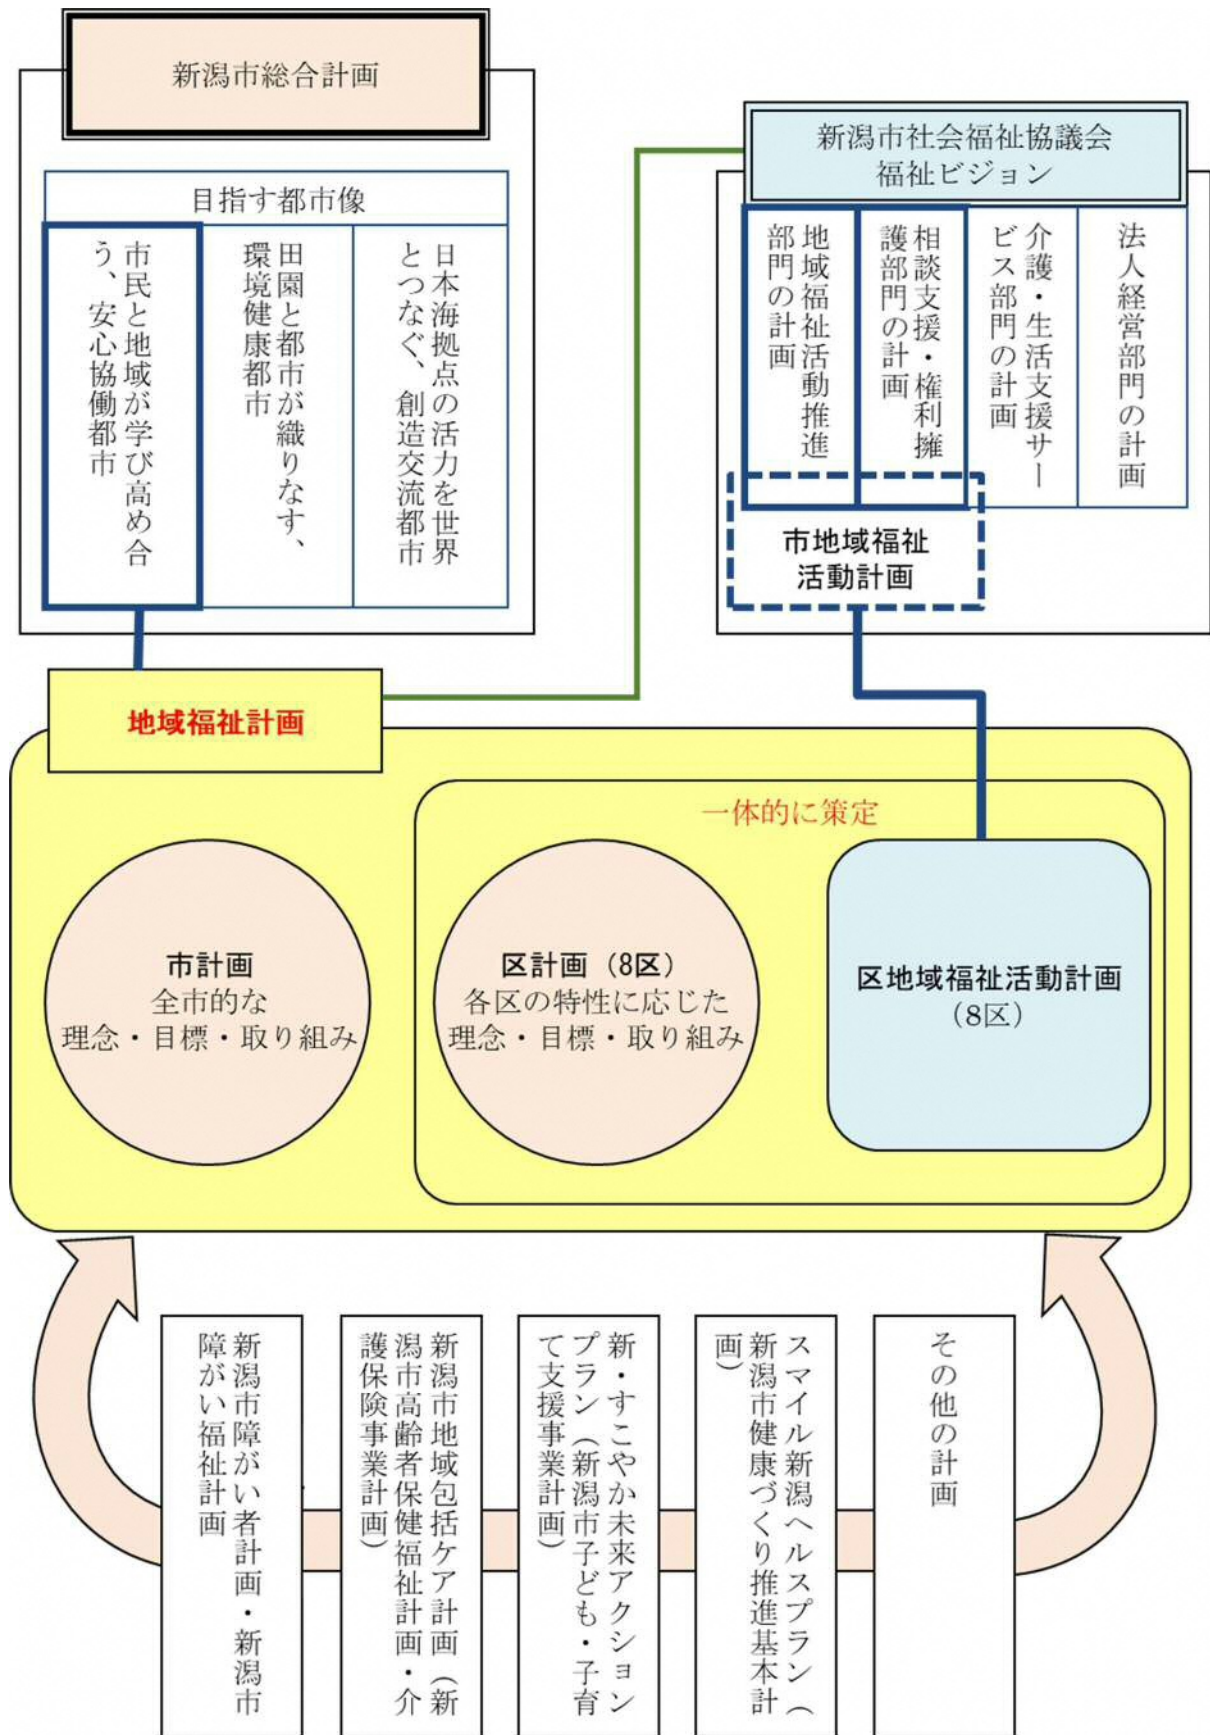 新潟市総合計画
目指す都市像
市民と地域が学び高め合
う、安心協働都市
田園と都市が織りなす、
環境健康都市
日本海拠点の活力を世界
とつなぐ、創造交流都市
新潟市社会福祉協議会
福祉ビジョン
地域福祉活動推進
部門の計画
相談支援・権利擁
護部門の計画
介護・生活支援サー
ビス部門の計画
法人経営部門の計画
市地域福祉
活動計画
地域福祉計画
一体的に策定
市計画
全市的な
理念・目標・取り組み
区計画（8区）
各区の特性に応じた
理念・目標・取り組み
区地域福祉活動計画
（8区）
新潟市障がい者計画・新潟市
障がい福祉計画
新潟市地域包括ケア計画（新
潟市高齢者保健福祉計画・介
護保険事業計画）
新・すこやか未来アクション
プラン（新潟市子ども・子育
て支援事業計画）
スマイル新潟ヘルスプラン（
新潟市健康づくり推進基本計
画）
その他の計画